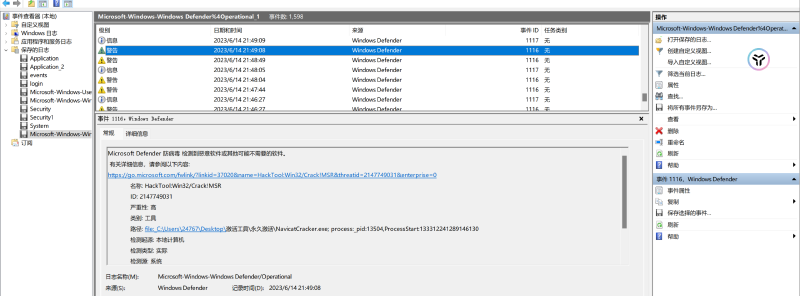 事件查看器 (本地)
自定义视图
Windows 日志
应用程序和服务日志
保存的日志
Application
Application_2
events
login
Microsoft-Windows-Use
Microsoft-Windows-Win
Security
Security1
System
Microsoft-Windows-Win
订阅
Microsoft-Windows-Windows Defender%4Operational_1 事件数: 1,598
级别 日期和时间 来源 事件 ID 任务类别
信息 2023/6/14 21:49:09 Windows Defender 1117 无
警告 2023/6/14 21:49:08 Windows Defender 1116 无
警告 2023/6/14 21:48:49 Windows Defender 1116 无
信息 2023/6/14 21:48:05 Windows Defender 1116 无
警告 2023/6/14 21:48:04 Windows Defender 1116 无
警告 2023/6/14 21:47:44 Windows Defender 1116 无
信息 2023/6/14 21:46:27 Windows Defender 1117 无
警告 2023/6/14 21:46:27 Windows Defender 1116 无
事件 1116, Windows Defender
常规 详细信息
Microsoft Defender 防病毒 检测到恶意软件或其他可能不需要的软件。
有关详细信息，请参阅以下内容:
https://go.microsoft.com/fwlink/?linkid=37020&name=HackTool:Win32/Crack!MSR&threatid=2147749031&enterprise=0
名称: HackTool:Win32/Crack!MSR
ID: 2147749031
严重性: 高
类别: 工具
路径: file:_C:\Users\24767\Desktop\激活工具\永久激活\NavicatCracker.exe; process:_pid:13504,ProcessStart:133312241289146130
检测起源: 本地计算机
检测类型: 实际
检测源: 系统
日志名称(M): Microsoft-Windows-Windows Defender/Operational
来源(S): Windows Defender 记录时间(D): 2023/6/14 21:49:08
操作
Microsoft-Windows-Windows Defender%4Operat...
打开保存的日志...
创建自定义视图...
导入自定义视图...
筛选当前日志...
属性
查找...
将所有事件另存为...
查看
删除
重命名
刷新
帮助
事件 1116，Windows Defender
事件属性
复制
保存选择的事件...
刷新
帮助